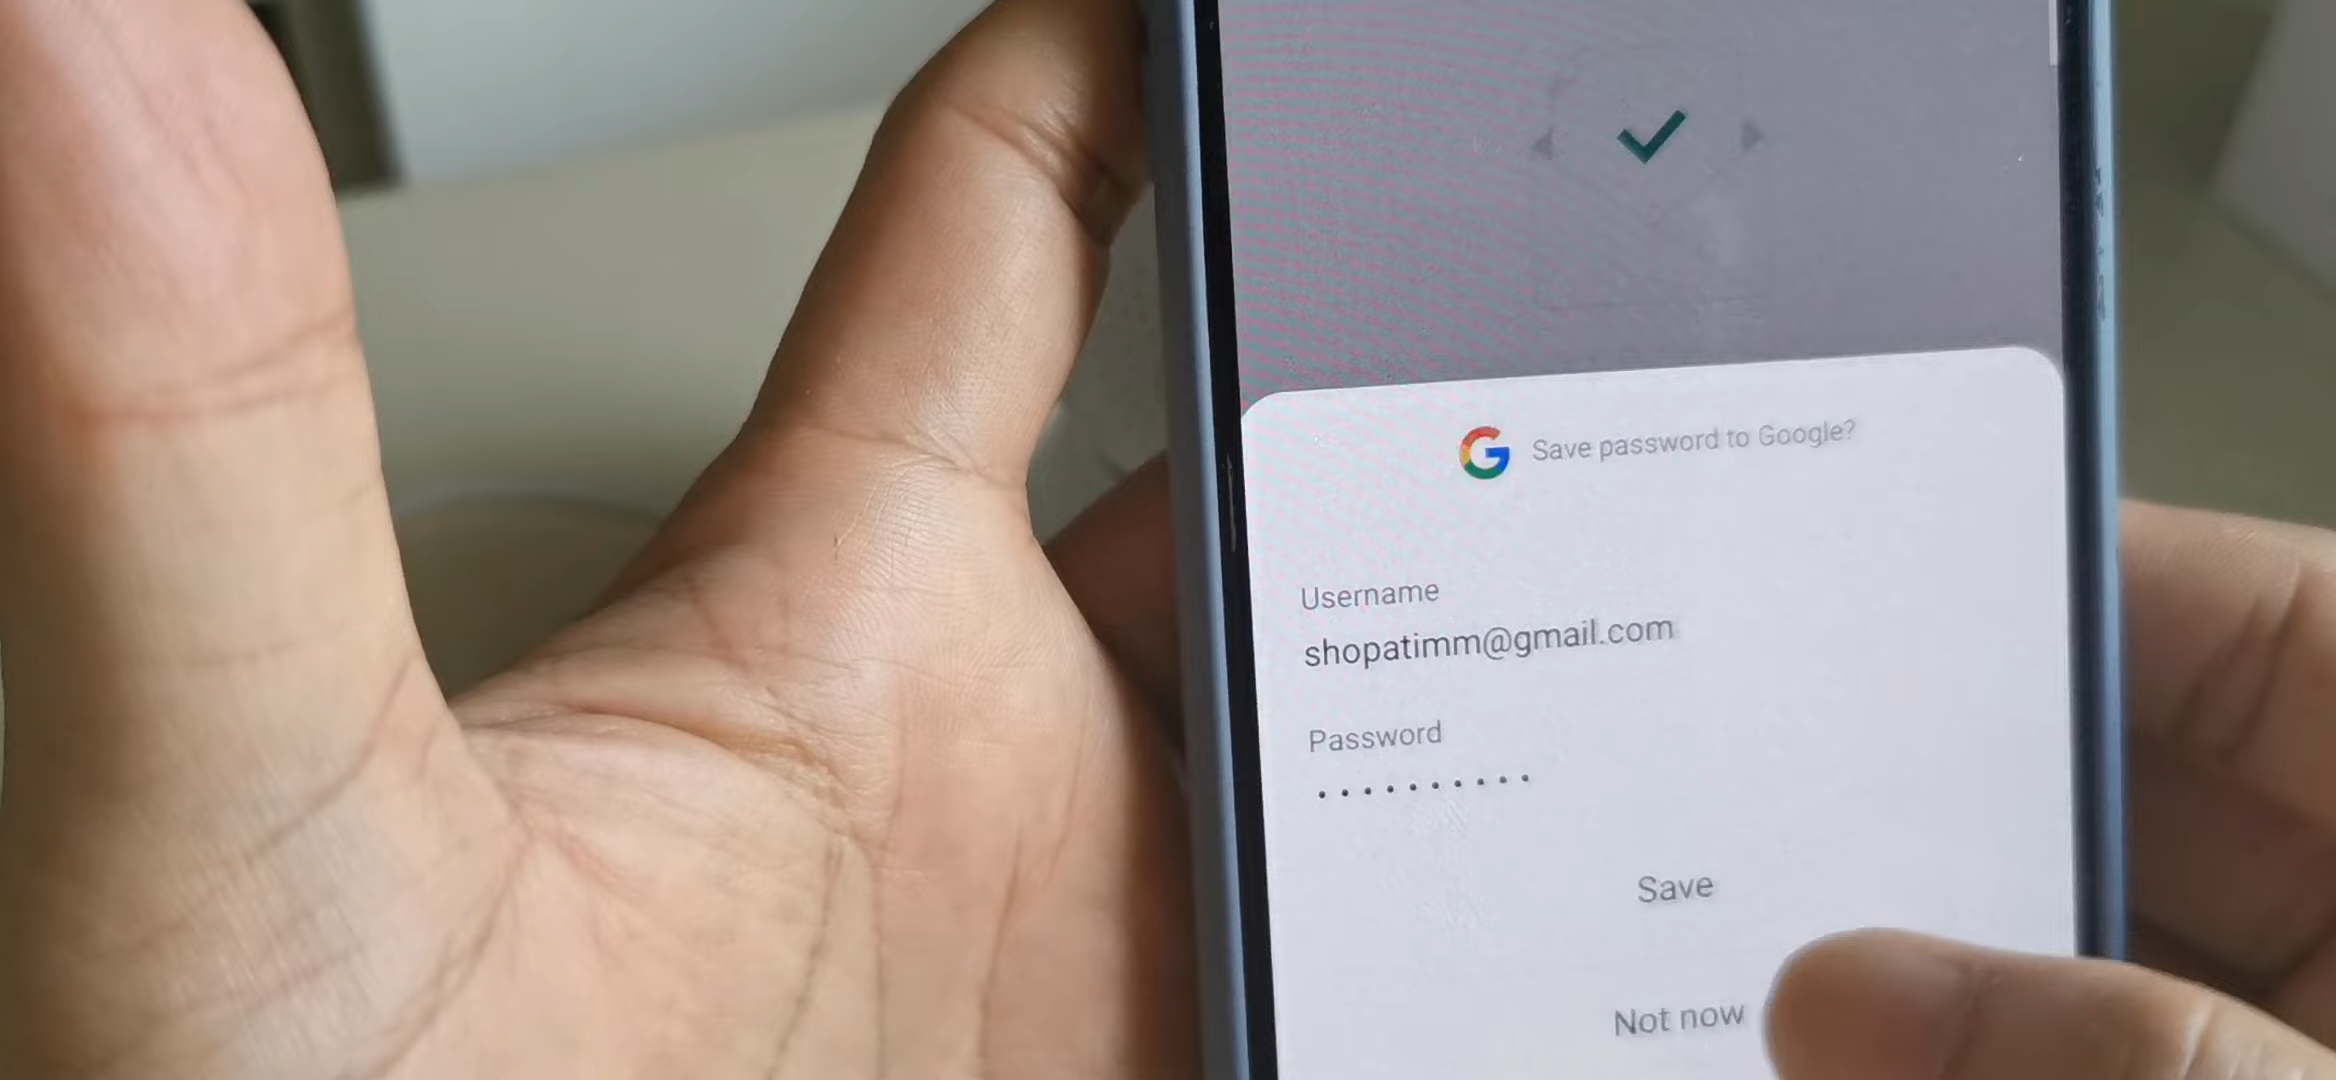 Save password to Google?
Username
shopatimm@gmail.com
Password
••••••••••
Save
Not now